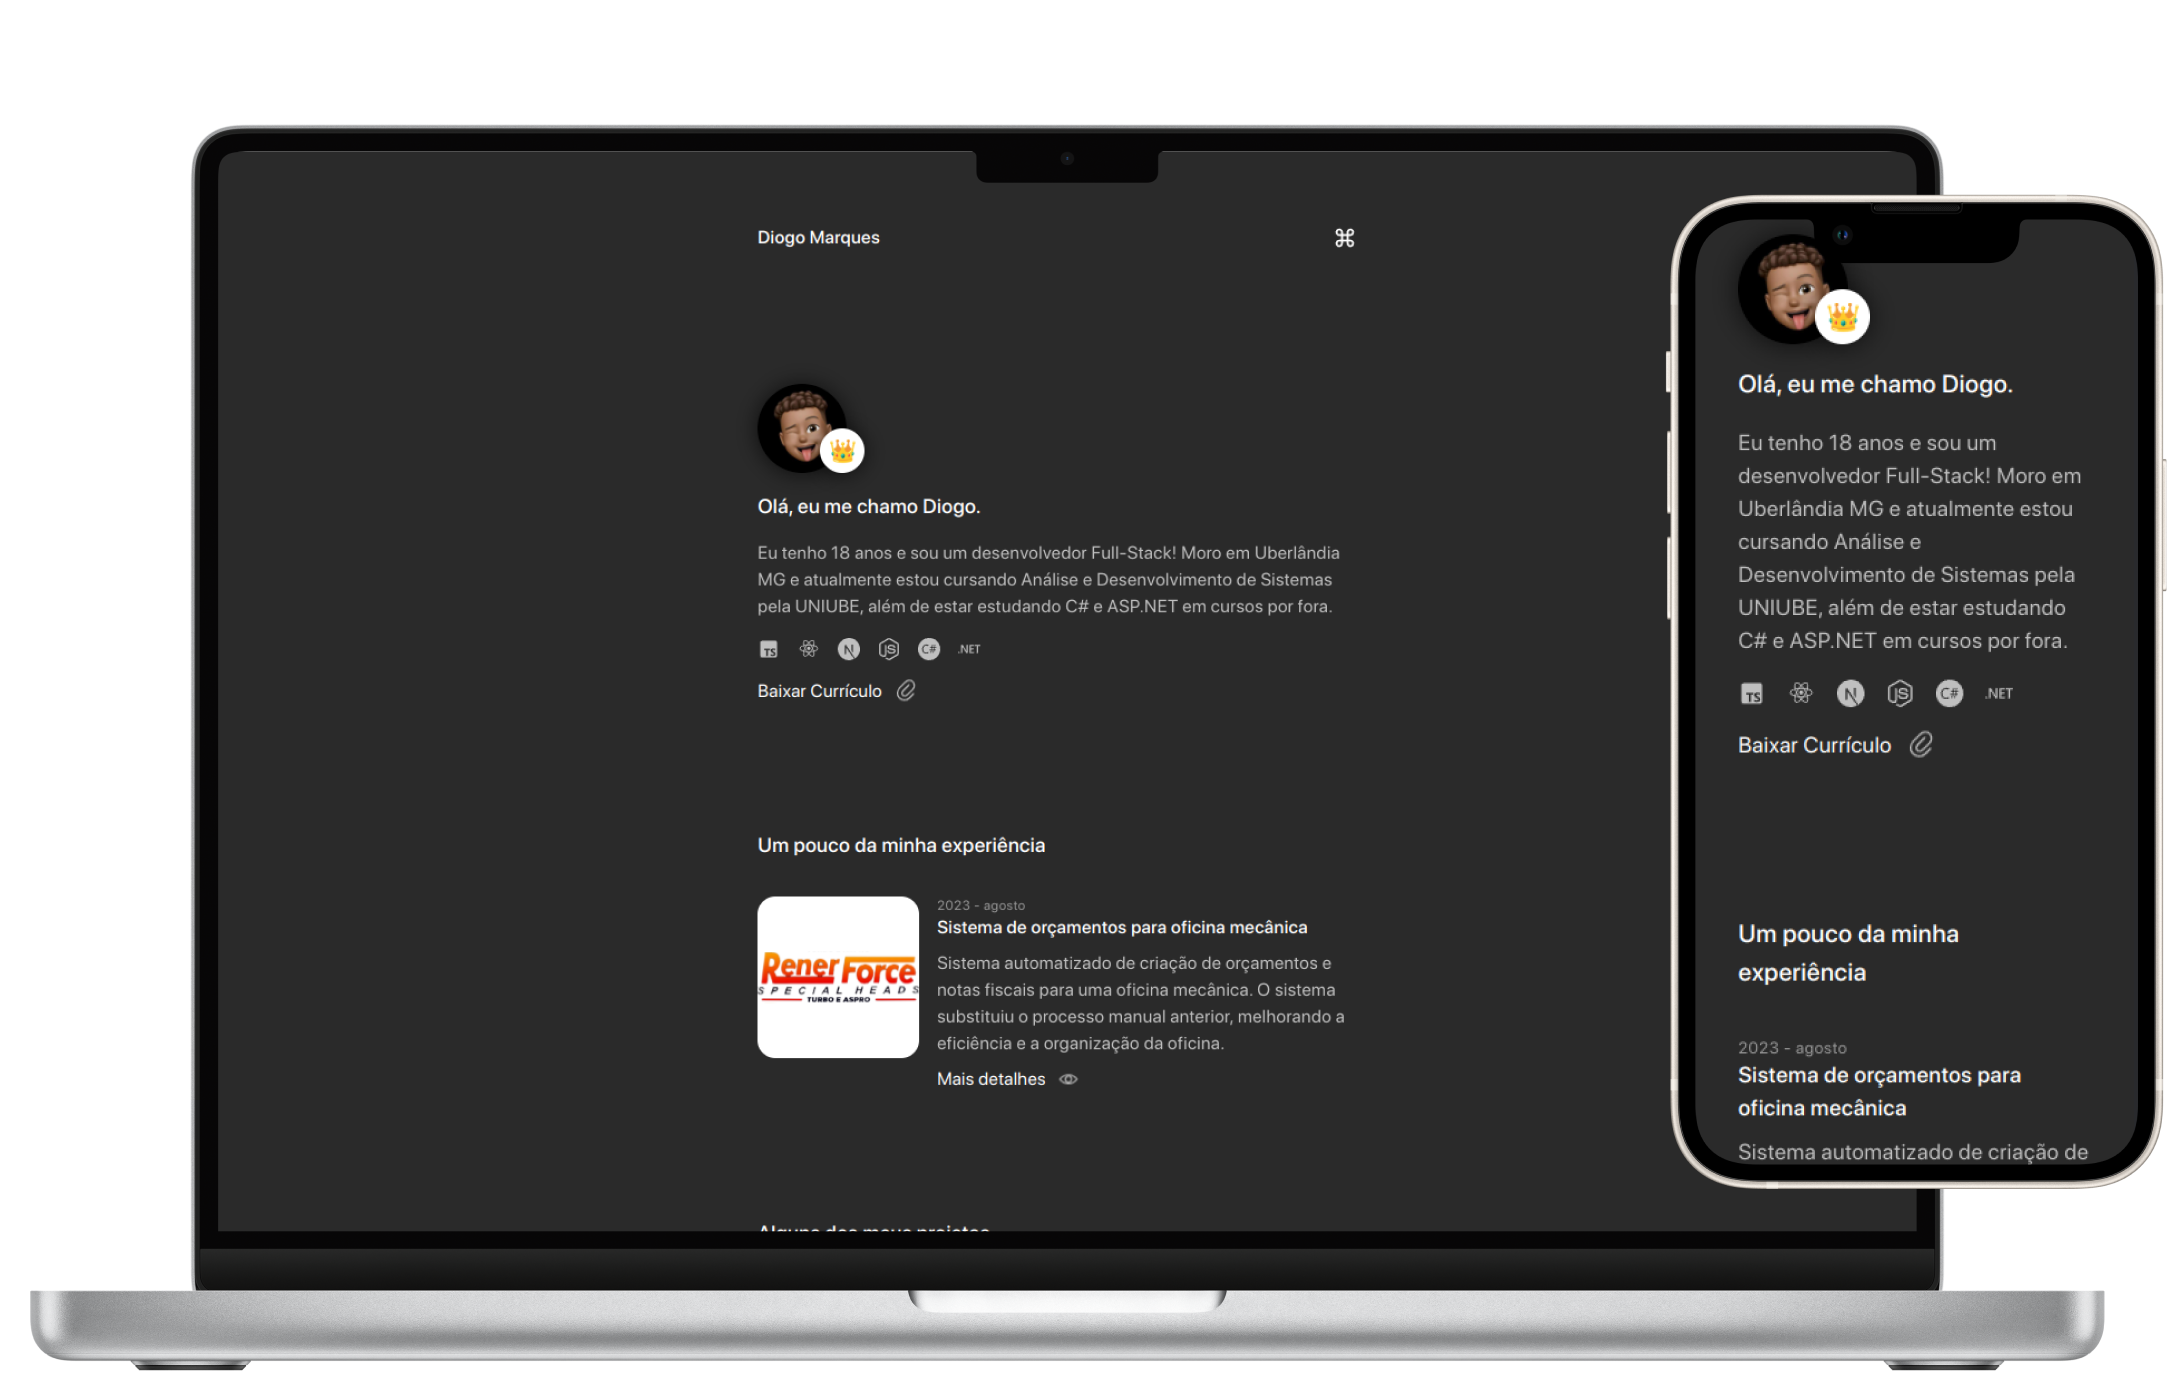 Diogo Marques
⌘
Olá, eu me chamo Diogo.
Eu tenho 18 anos e sou um desenvolvedor Full-Stack! Moro em Uberlândia
MG e atualmente estou cursando Análise e Desenvolvimento de Sistemas
pela UNIUBE, além de estar estudando C# e ASP.NET em cursos por fora.
TS N JS C# .NET
Baixar Currículo
Um pouco da minha experiência
2023 - agosto
Sistema de orçamentos para oficina mecânica
Sistema automatizado de criação de orçamentos e
notas fiscais para uma oficina mecânica. O sistema
substituiu o processo manual anterior, melhorando a
eficiência e a organização da oficina.
Mais detalhes
Rener Force
SPECIAL HEADS
TURBO E ASPRO
Alguns dos meus projetos
Olá, eu me chamo Diogo.
Eu tenho 18 anos e sou um
desenvolvedor Full-Stack! Moro em
Uberlândia MG e atualmente estou
cursando Análise e
Desenvolvimento de Sistemas pela
UNIUBE, além de estar estudando
C# e ASP.NET em cursos por fora.
TS N JS C# .NET
Baixar Currículo
Um pouco da minha
experiência
2023 - agosto
Sistema de orçamentos para
oficina mecânica
Sistema automatizado de criação de